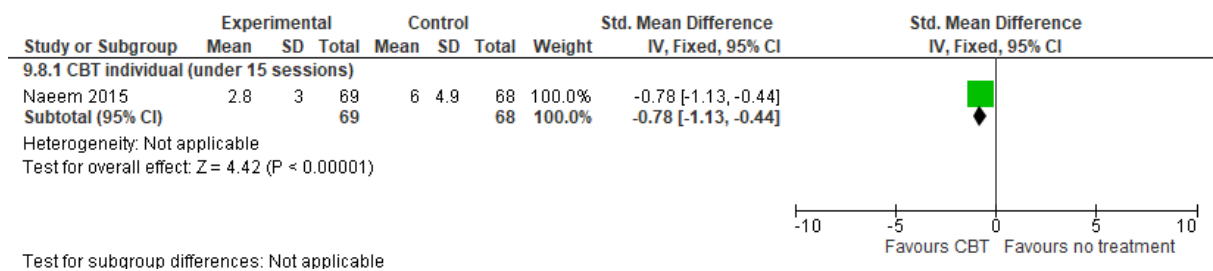 Experimental Control Std. Mean Difference Std. Mean Difference
Study or Subgroup Mean SD Total Mean SD Total Weight IV, Fixed, 95% CI IV, Fixed, 95% CI
9.8.1 CBT individual (under 15 sessions)
Naeem 2015 2.8 3 69 6 4.9 68 100.0% -0.78 [-1.13, -0.44]
Subtotal (95% CI) 69 68 100.0% -0.78 [-1.13, -0.44]
Heterogeneity: Not applicable
Test for overall effect: Z = 4.42 (P < 0.00001)
-10 -5 0 5 10
Favours CBT Favours no treatment
Test for subgroup differences: Not applicable